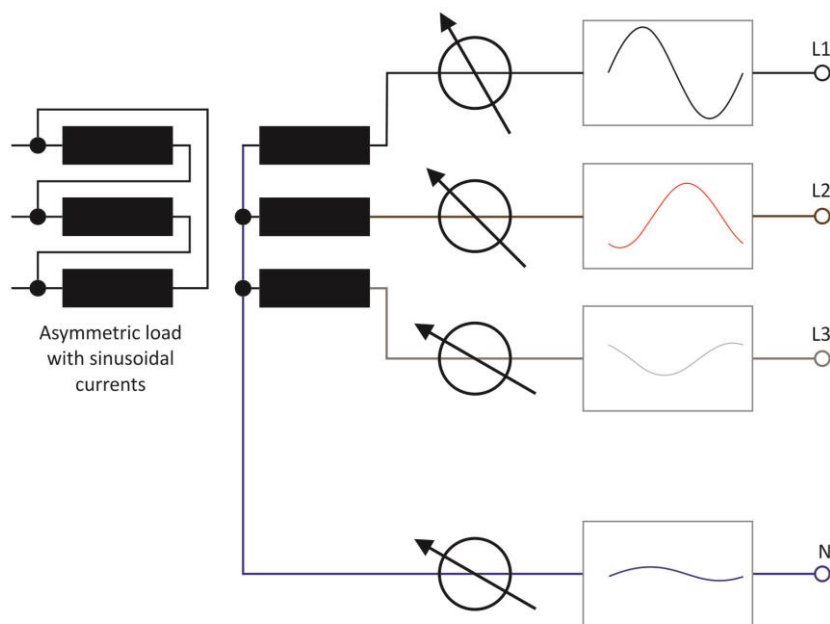 L1
L2
L3
Asymmetric load
with sinusoidal
currents
N